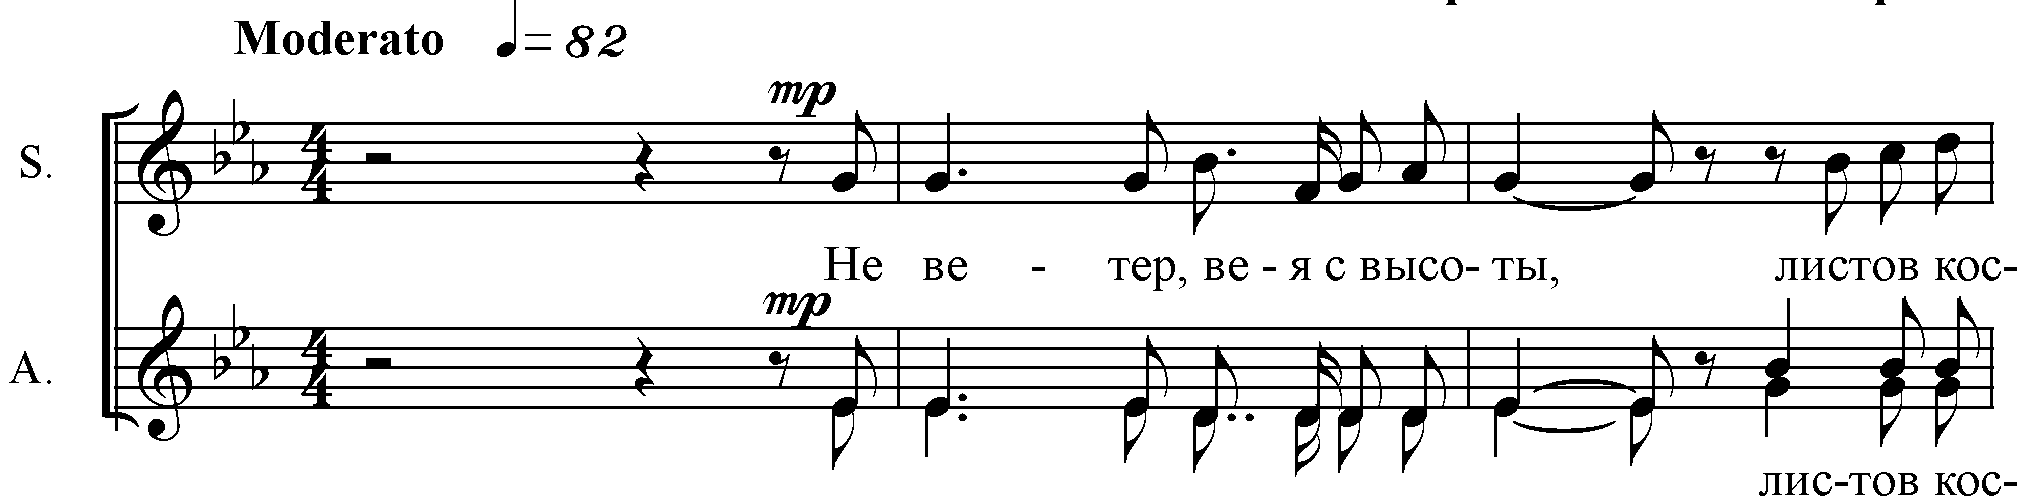 Moderato ♩= 82
mp
S.
Не ве - тер, ве - я с высо- ты, листов кос-
mp
A.
лис-тов кос-